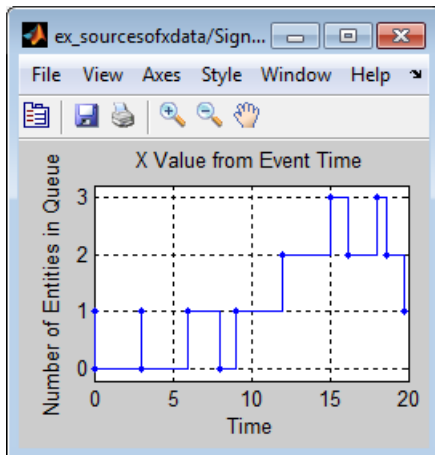 ex_sourcesofxdata/Sign...
File View Axes Style Window Help
X Value from Event Time
Number of Entities in Queue
3
2
1
0
0 5 10 15 20
Time